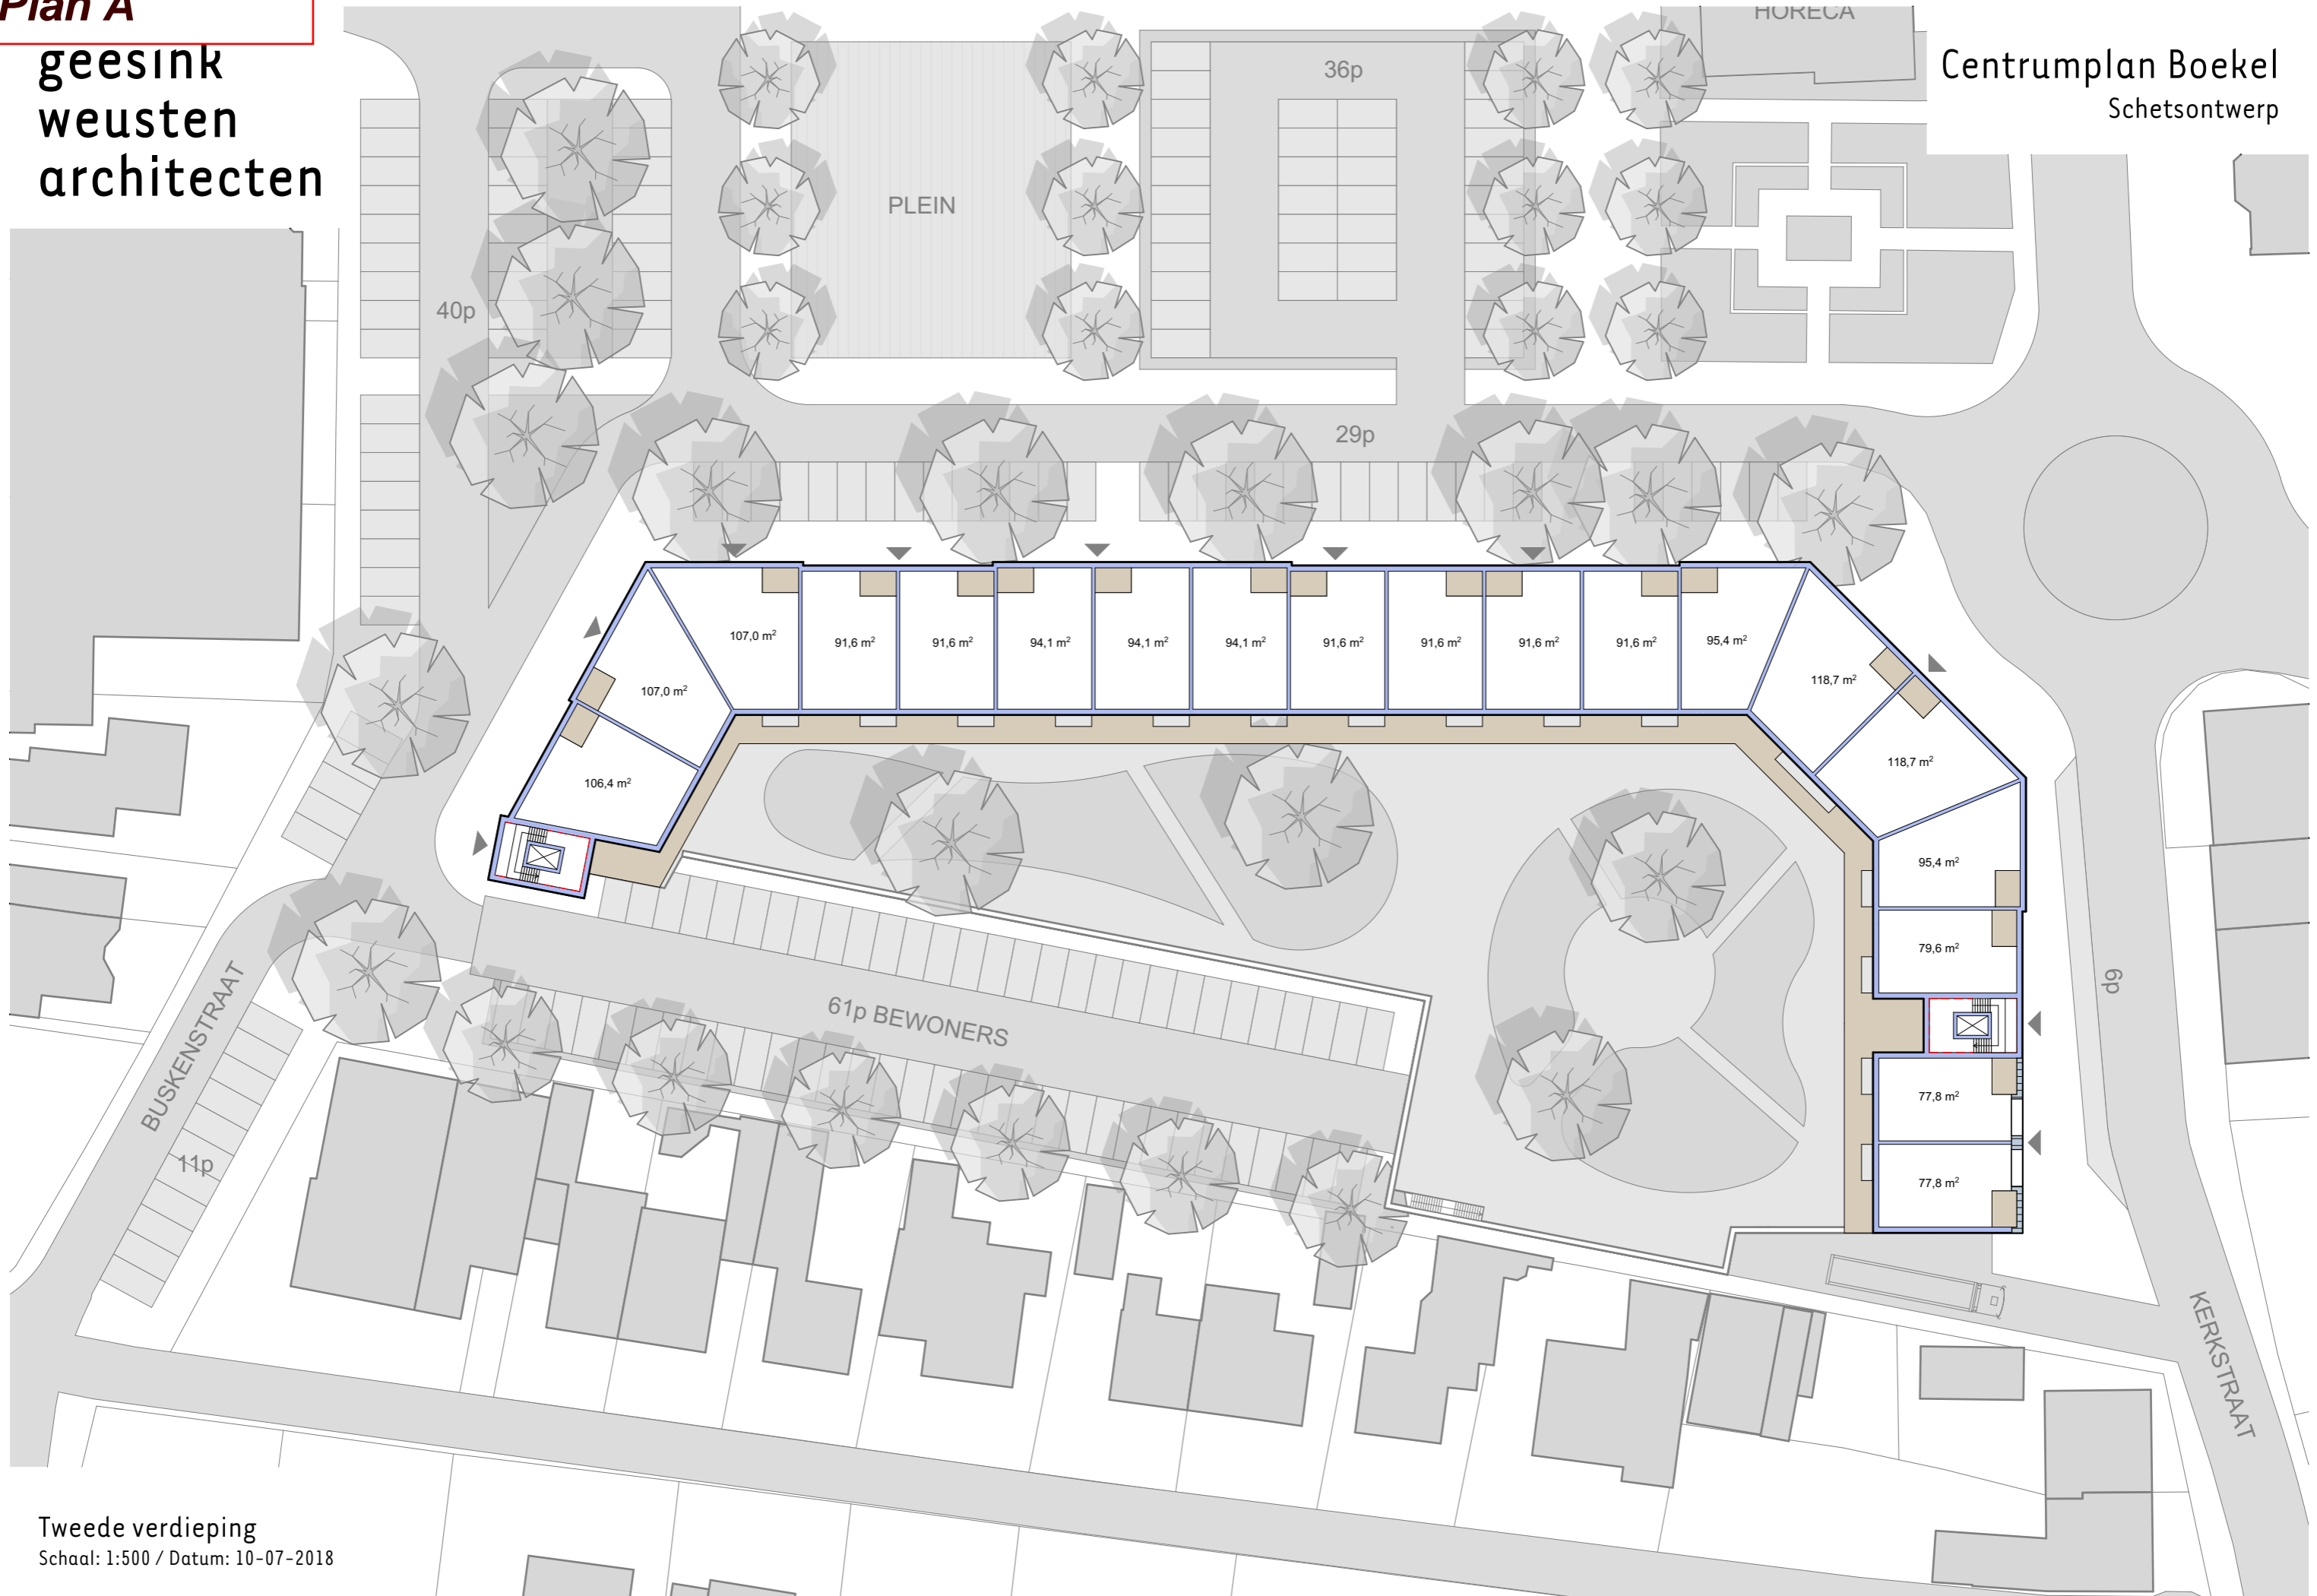 Plan A
geesink
weusten
architecten
Centrumplan Boekel
Schetsontwerp
HORECA
36p
PLEIN
40p
29p
107,0 m²
91,6 m²
91,6 m²
94,1 m²
94,1 m²
94,1 m²
91,6 m²
91,6 m²
91,6 m²
91,6 m²
95,4 m²
118,7 m²
107,0 m²
118,7 m²
106,4 m²
95,4 m²
79,6 m²
6p
61p BEWONERS
BUSKENSTRAAT
77,8 m²
11p
77,8 m²
KERKSTRAAT
Tweede verdieping
Schaal: 1:500 / Datum: 10-07-2018